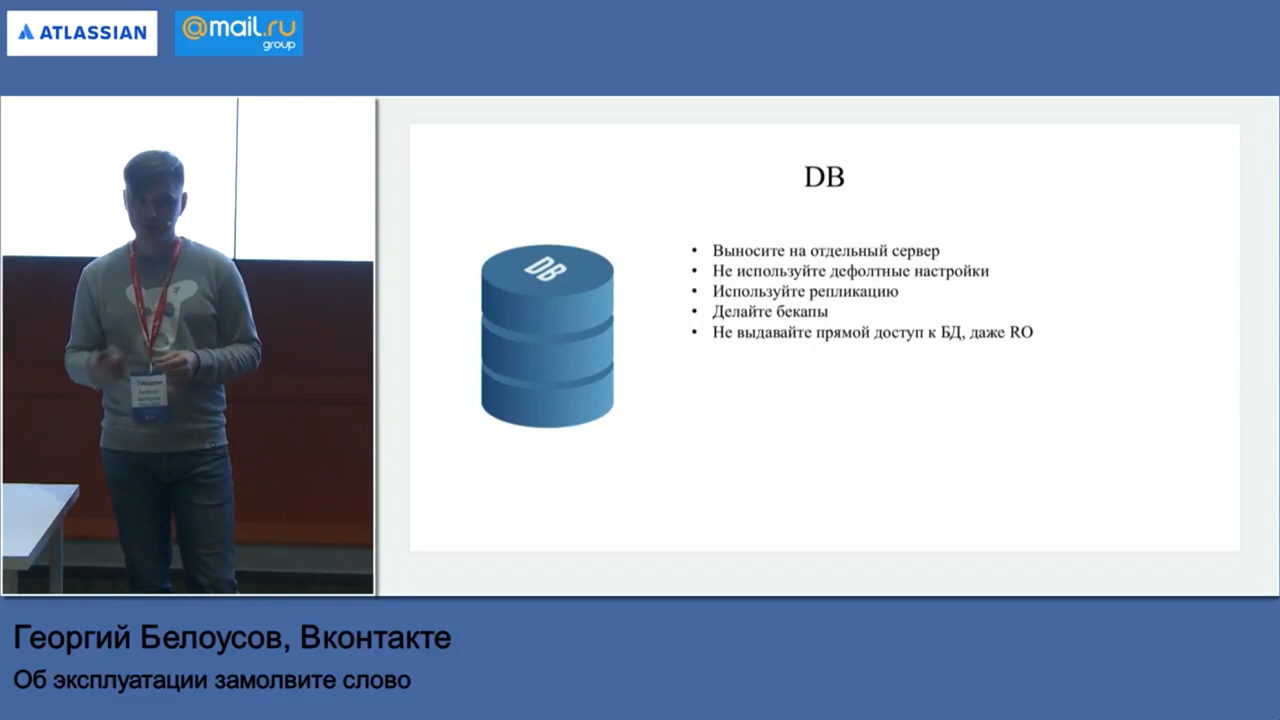 ATLASSIAN
@mail.ru
group
DB
DB
• Выносите на отдельный сервер
• Не используйте дефолтные настройки
• Используйте репликацию
• Делайте бекапы
• Не выдавайте прямой доступ к БД, даже RO
Георгий Белоусов, Вконтакте
Об эксплуатации замолвите слово